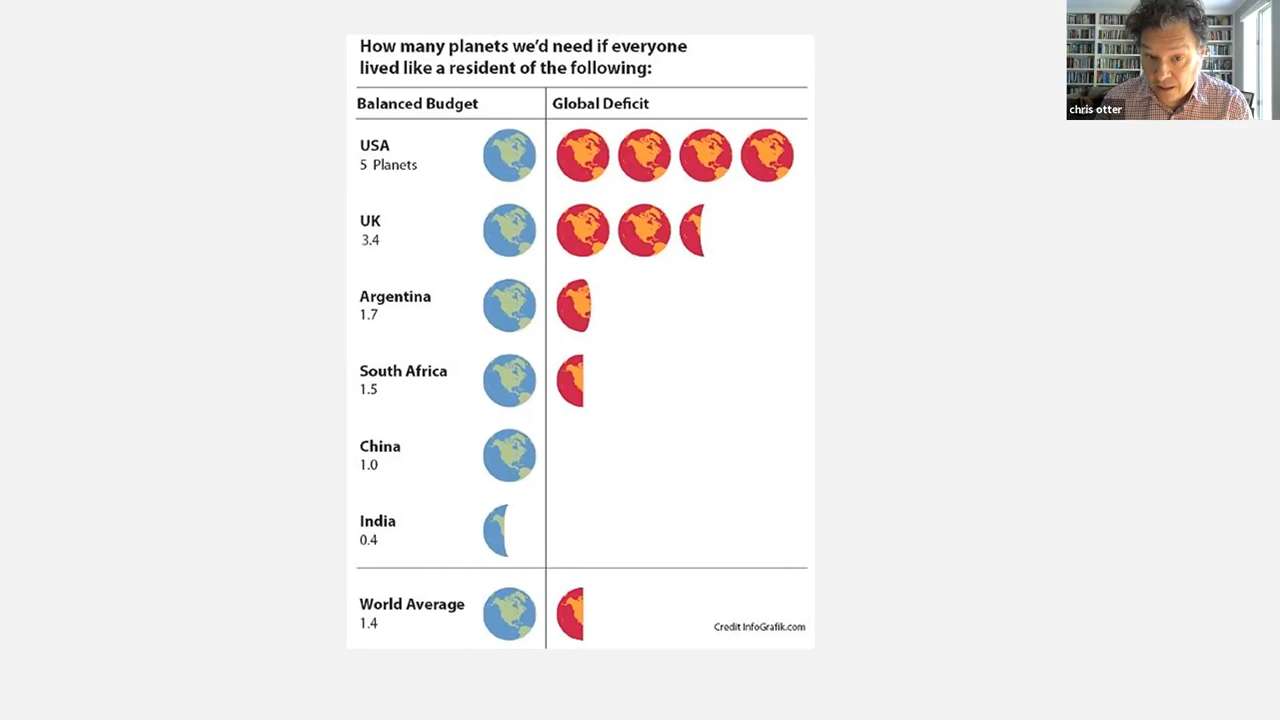 How many planets we'd need if everyone
lived like a resident of the following:
Balanced Budget
Global Deficit
USA
5 Planets
UK
3.4
Argentina
1.7
South Africa
1.5
China
1.0
India
0.4
World Average
1.4
Credit InfoGrafik.com
chris otter